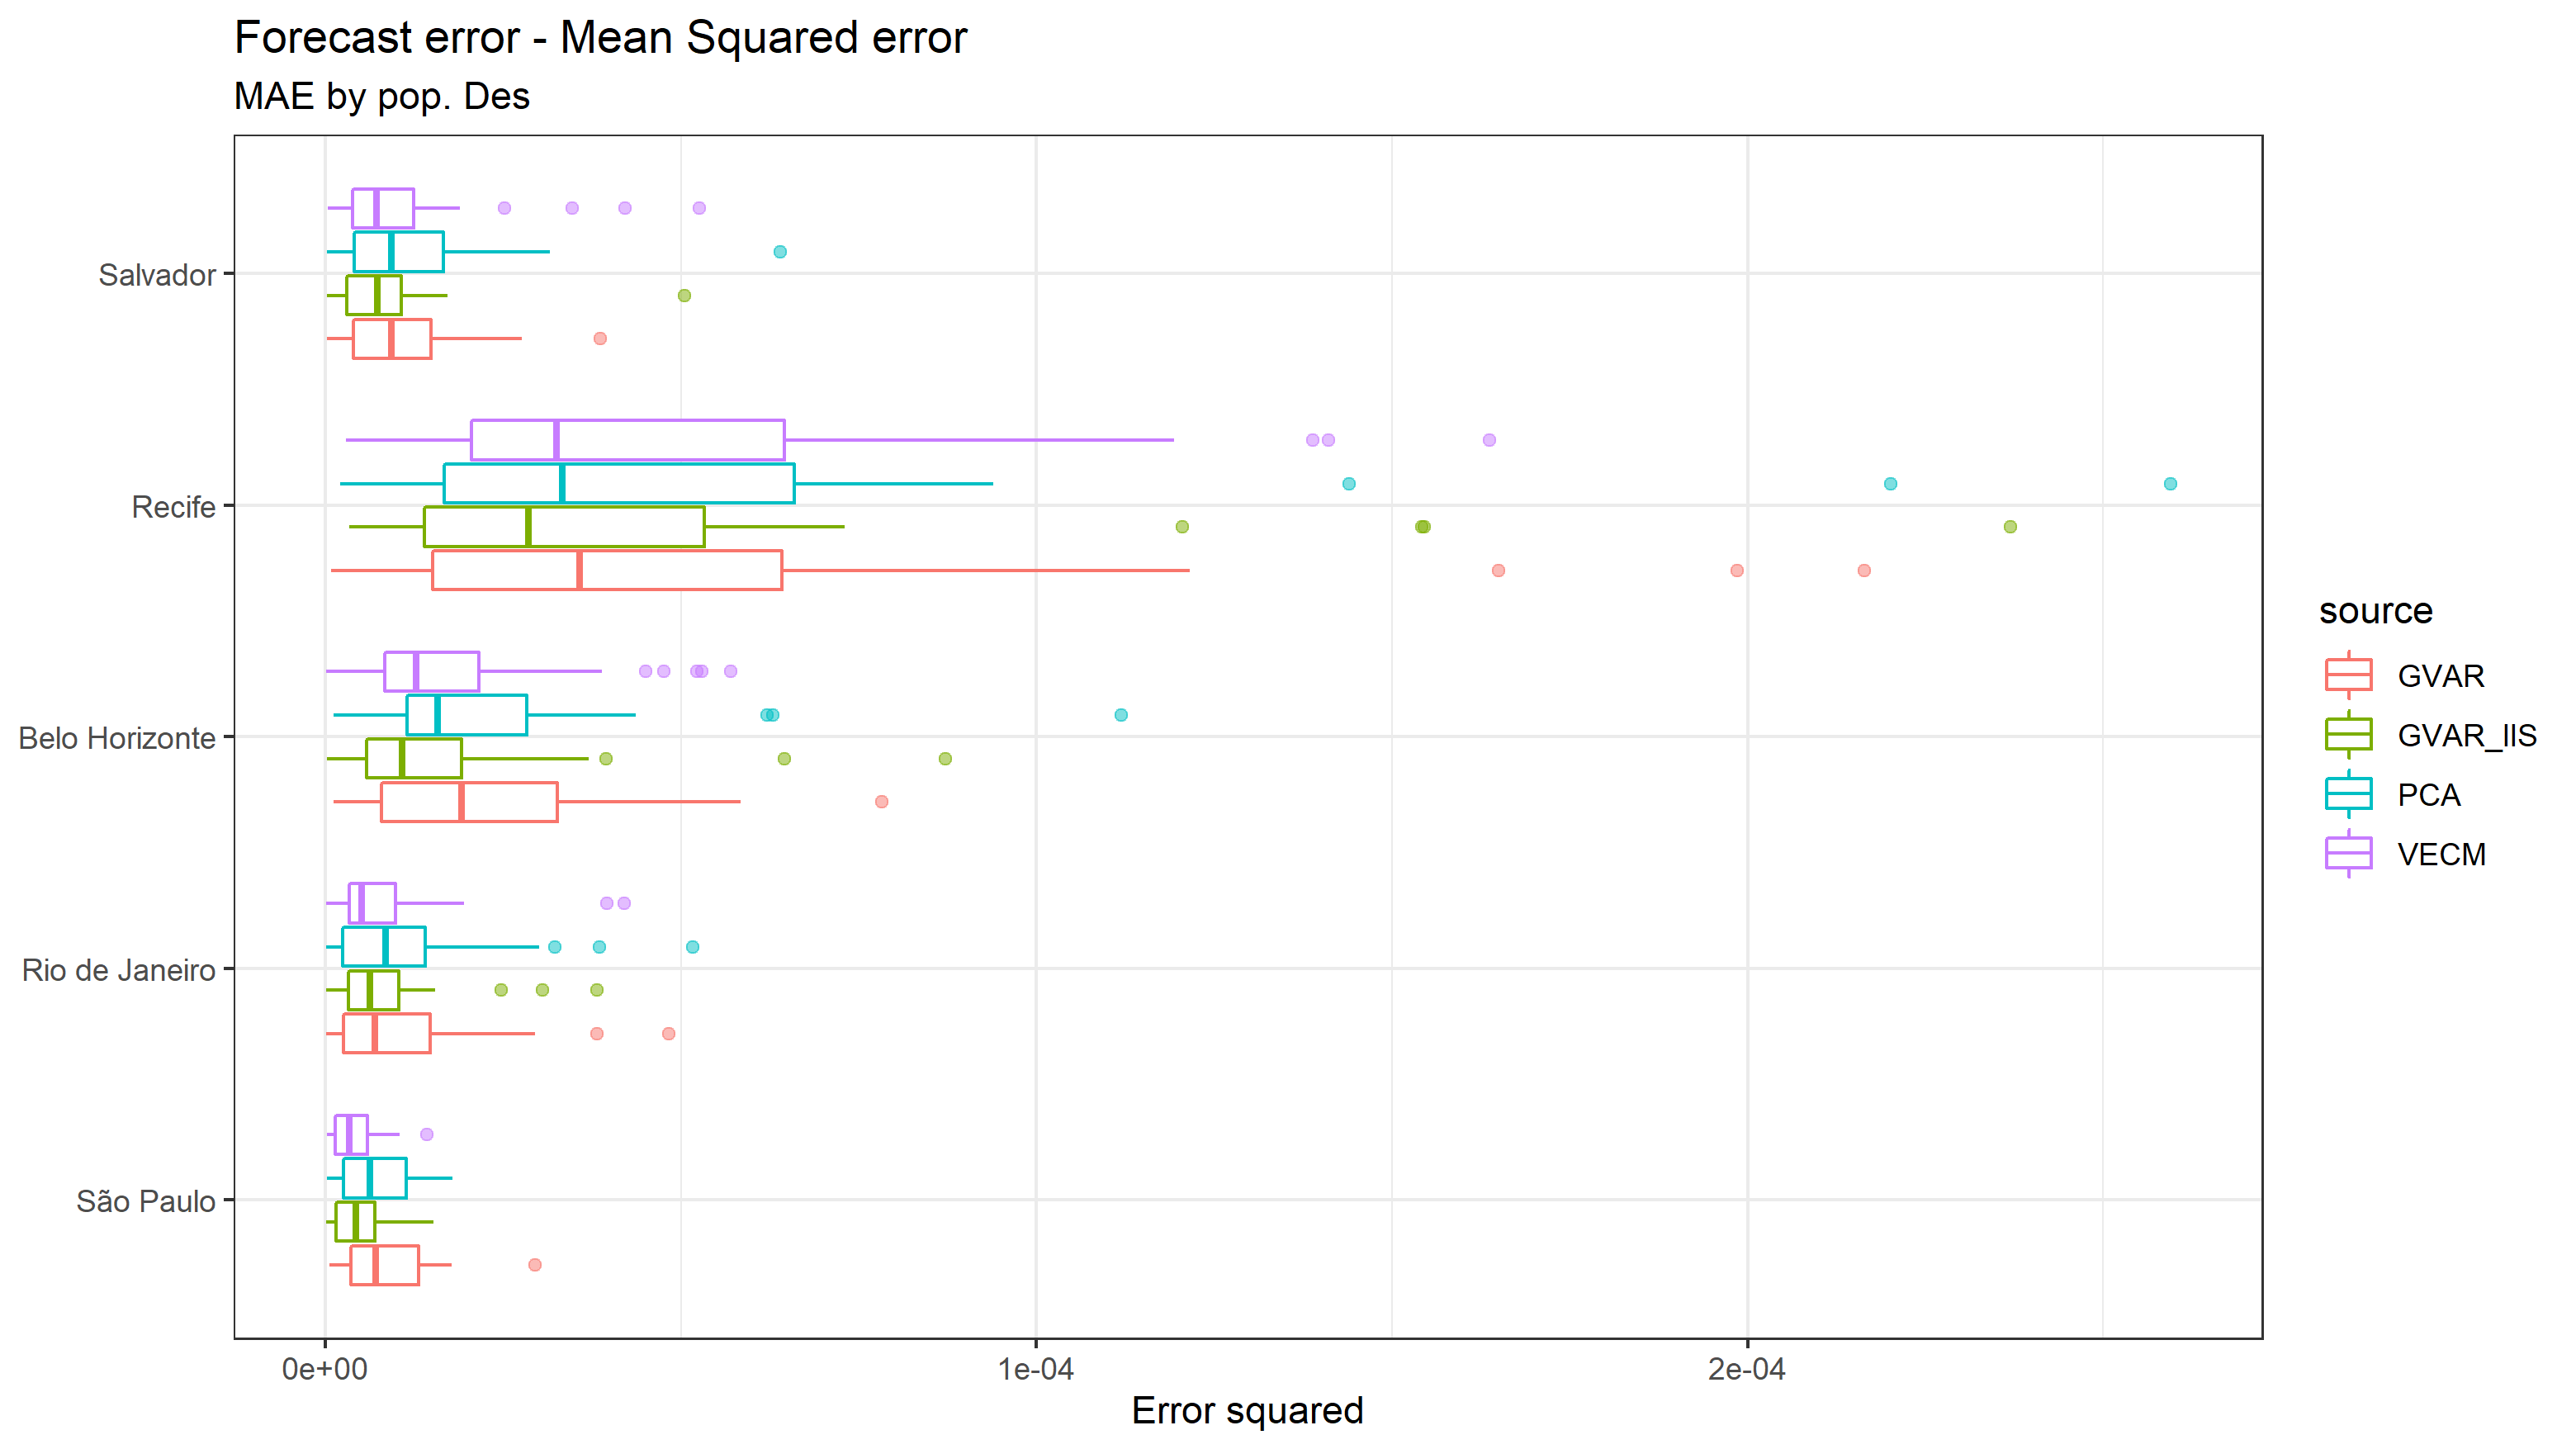 Forecast error - Mean Squared error
MAE by pop. Des
Salvador
Recife
Belo Horizonte
Rio de Janeiro
São Paulo
0e+00
1e-04
2e-04
Error squared
source
GVAR
GVAR_IIS
PCA
VECM